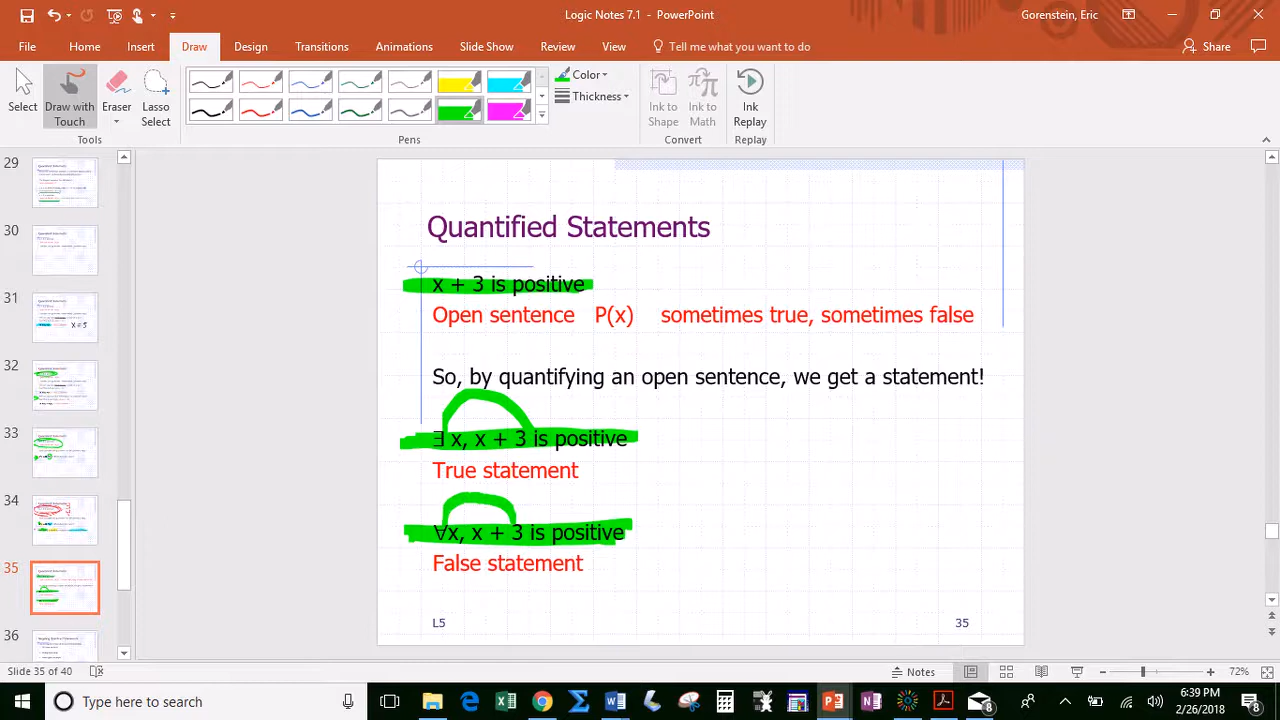 Logic 7.1 - PowerPoint
Gorenstein, Eric
File Home Insert Draw Design Transitions Animations Slide Show Review View Tell me what you want to do Share
Select
Draw with Touch
Eraser
Lasso Select
Color
Thickness
Ink to Shape
Ink to Math
Ink Replay
Tools Pens Convert Replay
29
30
31
x = 5
32
33
34
35
36
Quantified Statements
x + 3 is positive
Open sentence P(x) sometimes true, sometimes false
So, by quantifying an open sentence, we get a statement!
∃ x, x + 3 is positive
True statement
∀x, x + 3 is positive
False statement
L5 35
Slide 35 of 40 Notes 72%
Type here to search
8
6:39 PM
2/26/2018
8